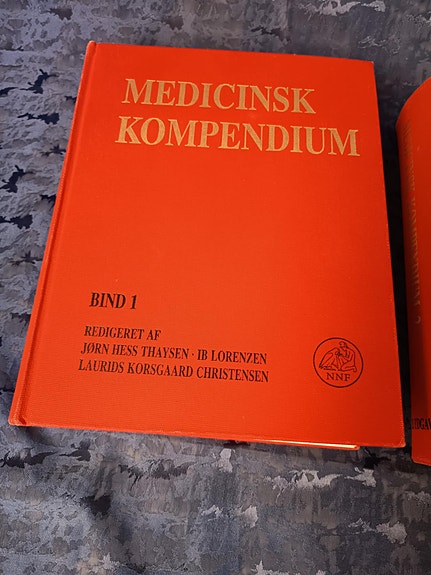 MEDICINSK
KOMPENDIUM
BIND 1
REDIGERET AF
JØRN HESS THAYSEN · IB LORENZEN
LAURIDS KORSGAARD CHRISTENSEN
NNF